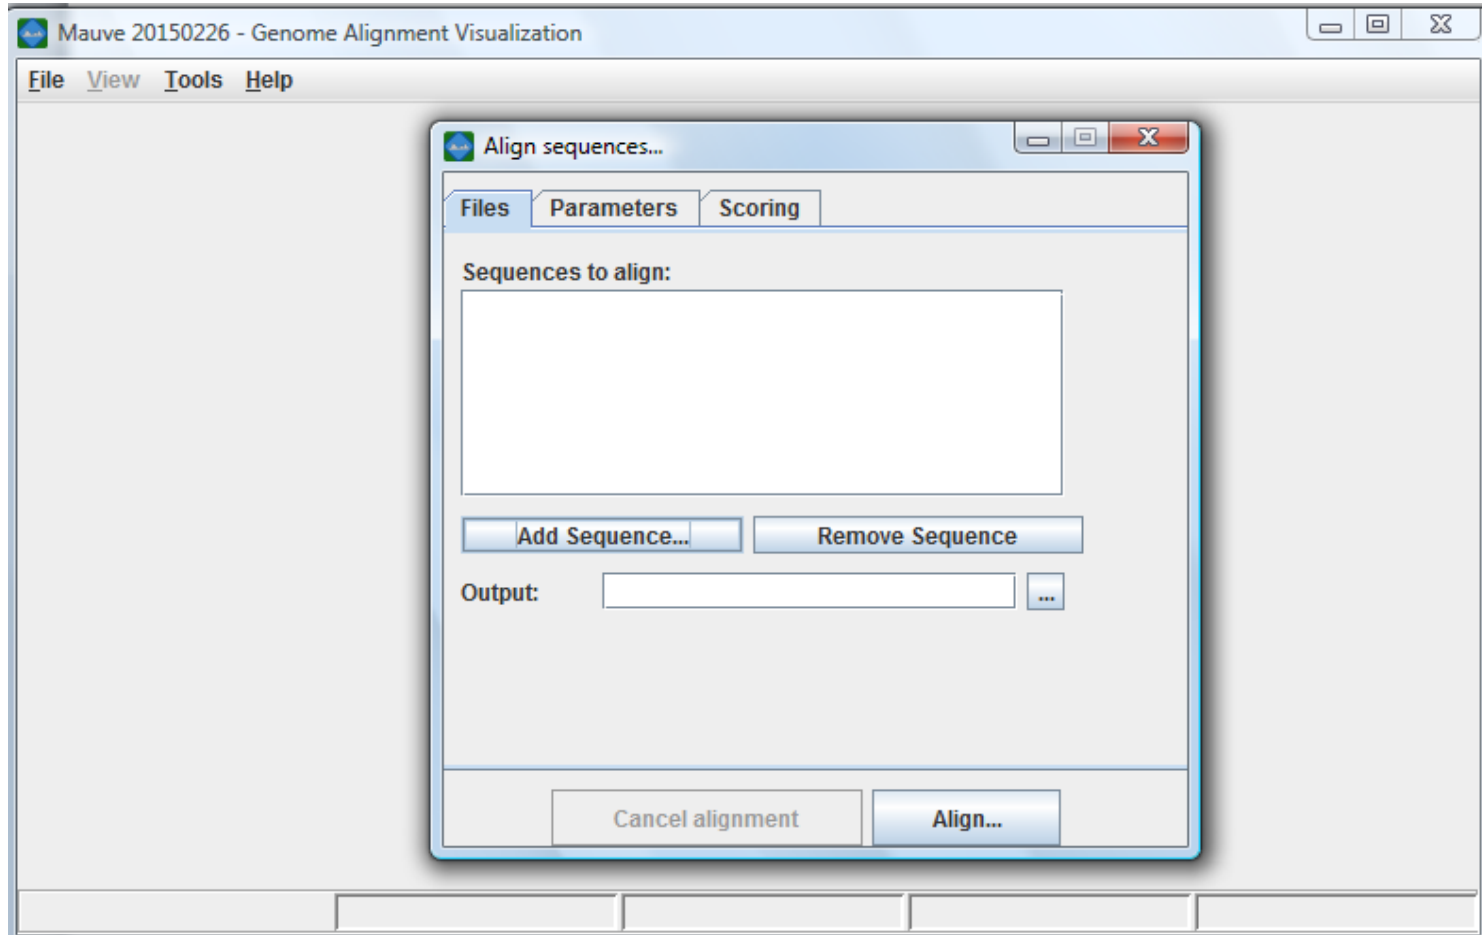 Mauve 20150226 - Genome Alignment Visualization
File View Tools Help
Align sequences...
Files Parameters Scoring
Sequences to align:
Add Sequence... Remove Sequence
Output: ...
Cancel alignment Align...